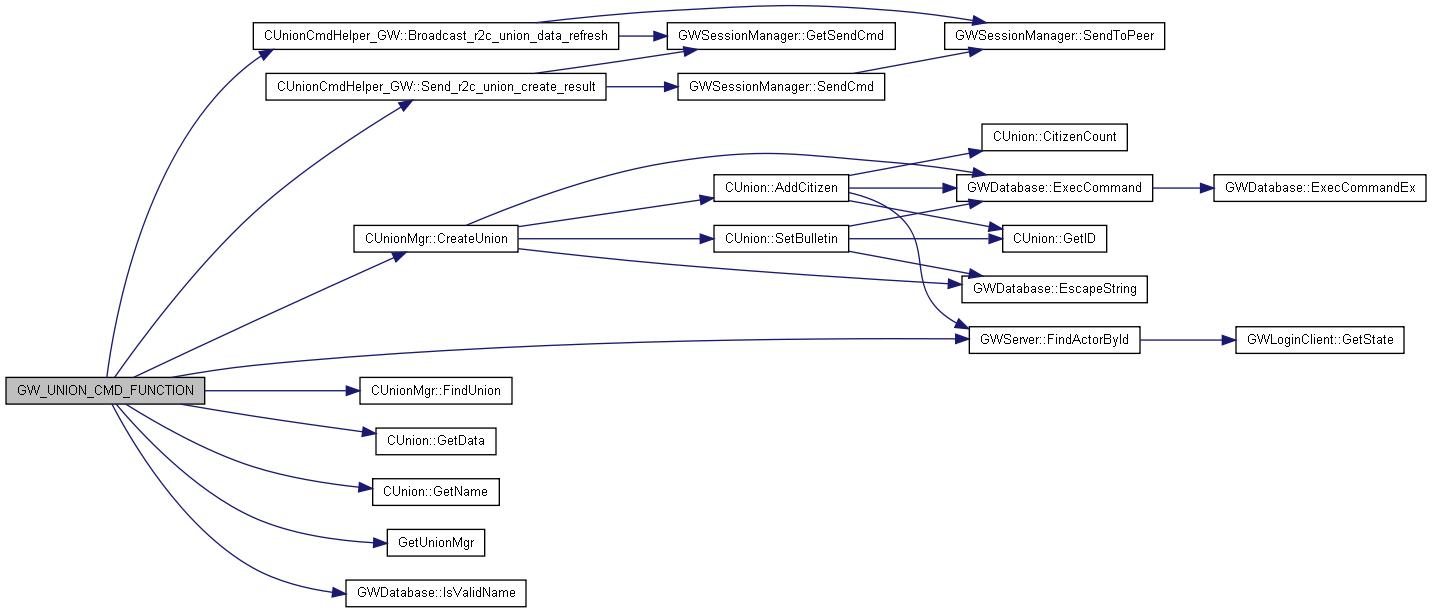 CUnionCmdHelper_GW::Broadcast_r2c_union_data_refresh
GWSessionManager::GetSendCmd
GWSessionManager::SendToPeer
CUnionCmdHelper_GW::Send_r2c_union_create_result
GWSessionManager::SendCmd
CUnion::CitizenCount
CUnion::AddCitizen
GWDatabase::ExecCommand
GWDatabase::ExecCommandEx
CUnionMgr::CreateUnion
CUnion::SetBulletin
CUnion::GetID
GWDatabase::EscapeString
GWServer::FindActorById
GWLoginClient::GetState
GW_UNION_CMD_FUNCTION
CUnionMgr::FindUnion
CUnion::GetData
CUnion::GetName
GetUnionMgr
GWDatabase::IsValidName